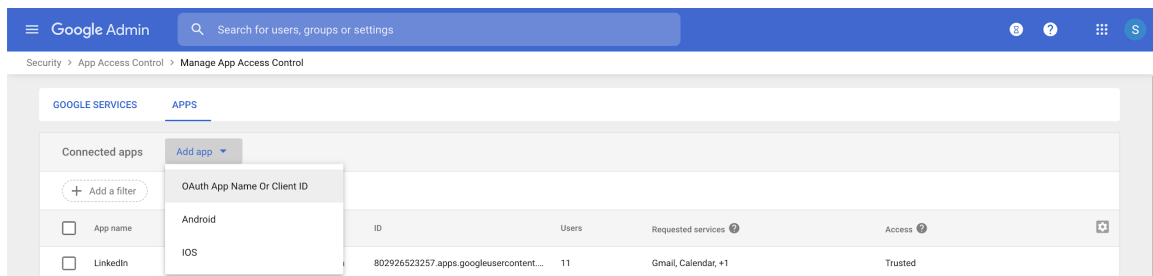 Google Admin
Search for users, groups or settings
S
Security > App Access Control > Manage App Access Control
GOOGLE SERVICES APPS
Connected apps Add app
+ Add a filter
OAuth App Name Or Client ID
Android
IOS
App name ID Users Requested services ? Access ?
LinkedIn 802926523257.apps.googleusercontent.... 11 Gmail, Calendar, +1 Trusted